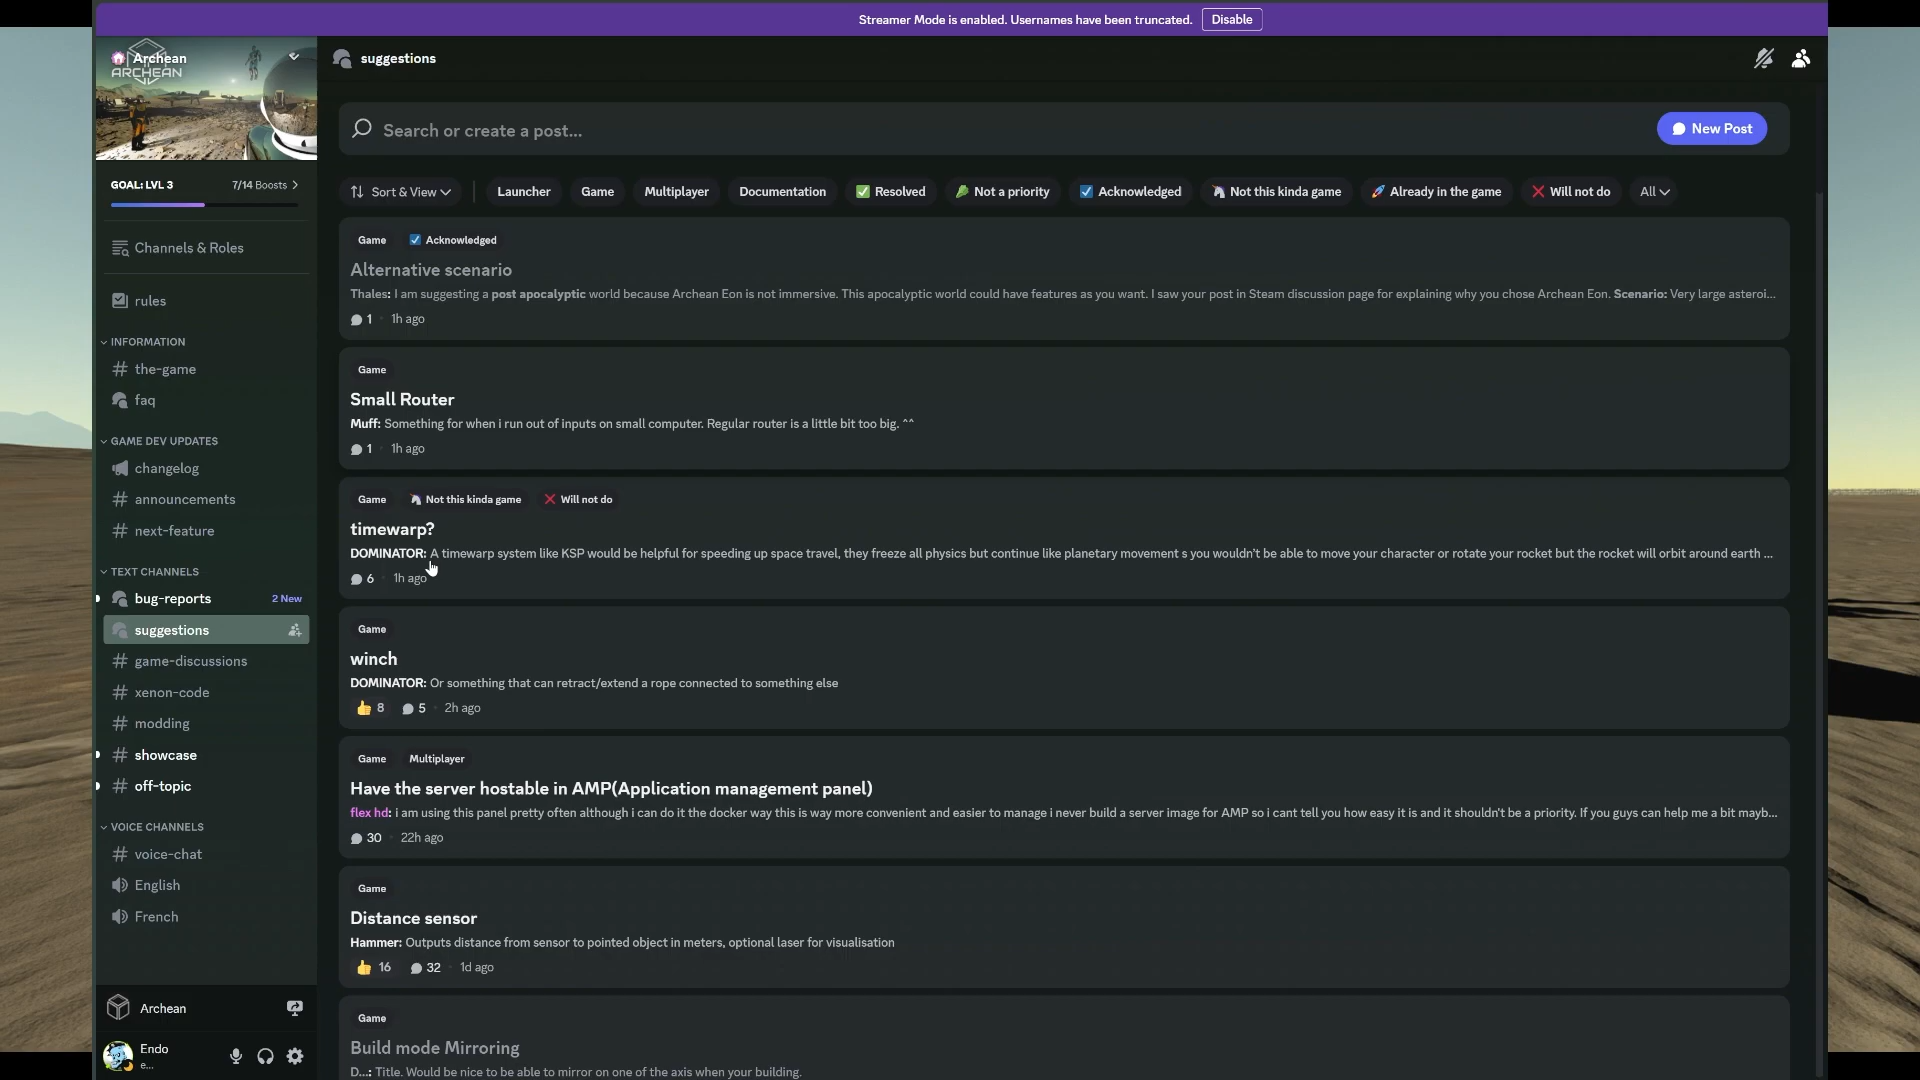 Streamer Mode is enabled. Usernames have been truncated. Disable
Archean
ARCHEAN
GOAL: LVL 3 7/14 Boosts
Channels & Roles
rules
INFORMATION
the-game
faq
GAME DEV UPDATES
changelog
announcements
next-feature
TEXT CHANNELS
bug-reports 2 New
suggestions
game-discussions
xenon-code
modding
showcase
off-topic
VOICE CHANNELS
voice-chat
English
French
Archean
Endo
e...
suggestions
Search or create a post... New Post
Sort & View Launcher Game Multiplayer Documentation Resolved Not a priority Acknowledged Not this kinda game Already in the game Will not do All
Game Acknowledged
Alternative scenario
Thales: I am suggesting a post apocalyptic world because Archean Eon is not immersive. This apocalyptic world could have features as you want. I saw your post in Steam discussion page for explaining why you chose Archean Eon. Scenario: Very large asteroi...
1 · 1h ago
Game
Small Router
Muff: Something for when i run out of inputs on small computer. Regular router is a little bit too big. ^^
1 · 1h ago
Game Not this kinda game Will not do
timewarp?
DOMINATOR: A timewarp system like KSP would be helpful for speeding up space travel, they freeze all physics but continue like planetary movement s you wouldn't be able to move your character or rotate your rocket but the rocket will orbit around earth ...
6 · 1h ago
Game
winch
DOMINATOR: Or something that can retract/extend a rope connected to something else
8 5 · 2h ago
Game Multiplayer
Have the server hostable in AMP(Application management panel)
flex hd: i am using this panel pretty often although i can do it the docker way this is way more convenient and easier to manage i never build a server image for AMP so i cant tell you how easy it is and it shouldn't be a priority. If you guys can help me a bit mayb...
30 · 22h ago
Game
Distance sensor
Hammer: Outputs distance from sensor to pointed object in meters, optional laser for visualisation
16 32 · 1d ago
Game
Build mode Mirroring
D...: Title. Would be nice to be able to mirror on one of the axis when your building.